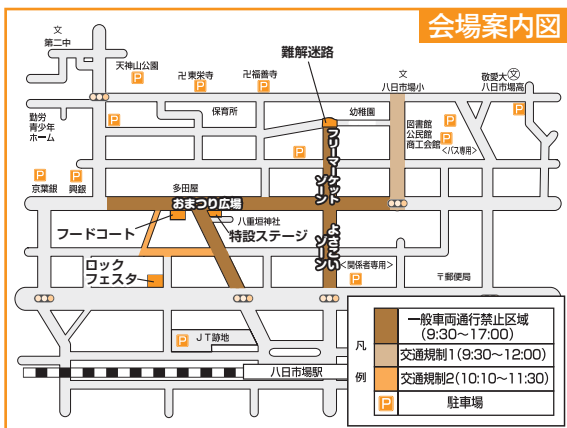 会場案内図
文
第二中
天神山公園
P
卍東栄寺
P
卍福善寺
P
難解迷路
文
八日市場小
敬愛大文
八日市場高
P
勤労
青少年
ホーム
P
保育所
幼稚園
図書館
公民館
商工会館
<バス専用>
P
P
P
フリーマーケット
ゾーン
P
京葉銀
P
興銀
多田屋
おまつり広場
八重垣神社
フードコート
特設ステージ
よさこい
ゾーン
ロック
フェスタ
<関係者専用>
P
〒郵便局
P
JT跡地
八日市場駅
凡例
一般車両通行禁止区域
(9:30~17:00)
交通規制1(9:30~12:00)
交通規制2(10:10~11:30)
P
駐車場